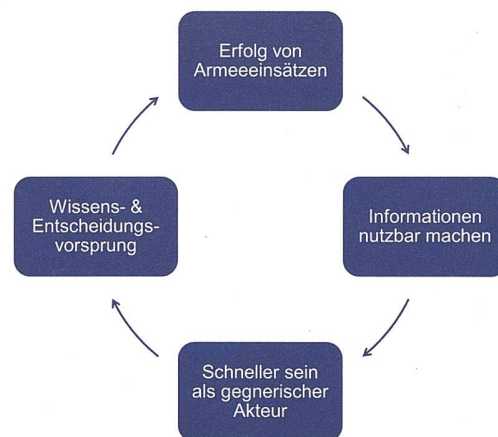 Erfolg von
Armeeeinsätzen
Informationen
nutzbar machen
Schneller sein
als gegnerischer
Akteur
Wissens- &
Entscheidungs-
vorsprung